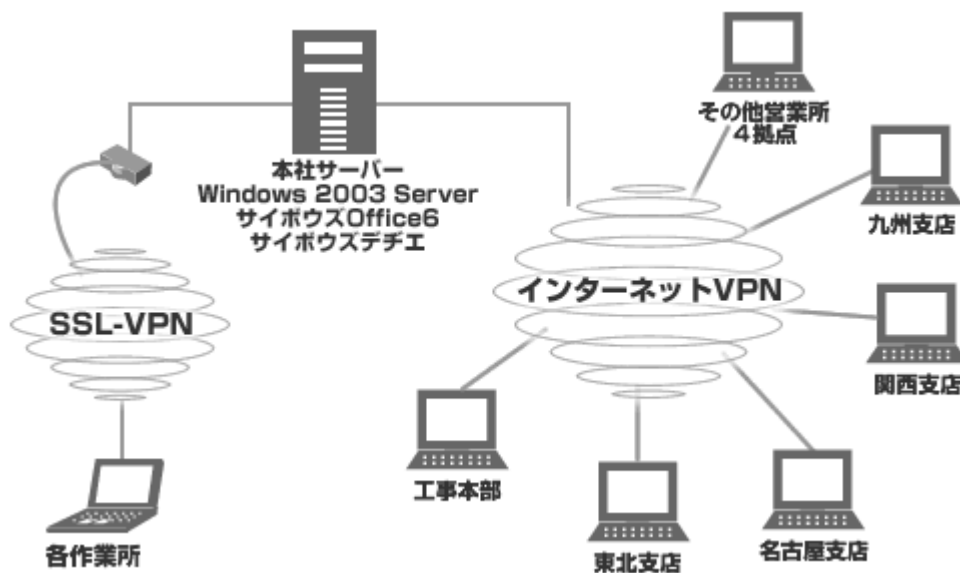 その他営業所
4拠点
本社サーバー
Windows 2003 Server
サイボウズOffice6
サイボウズデヂエ
九州支店
インターネットVPN
SSL-VPN
関西支店
工事本部
東北支店
名古屋支店
各作業所